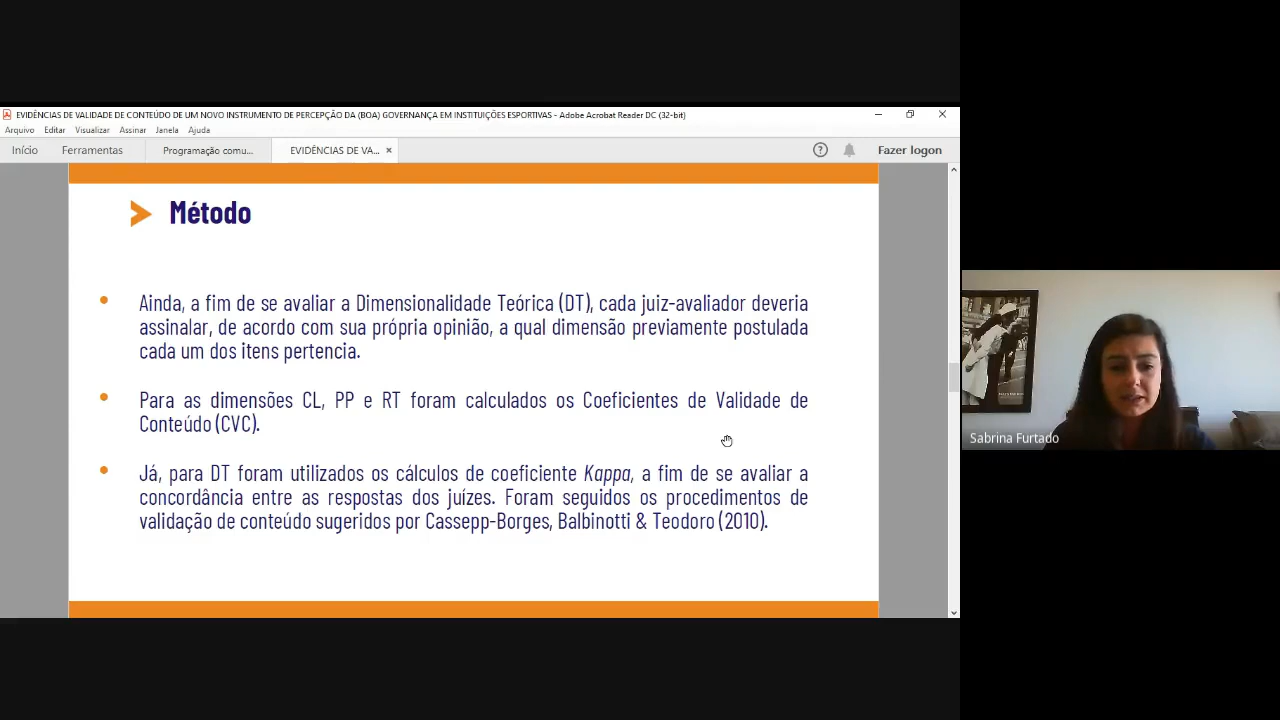 EVIDÊNCIAS DE VALIDADE DE CONTEÚDO DE UM NOVO INSTRUMENTO DE PERCEPÇÃO DA (BOA) GOVERNANÇA EM INSTITUIÇÕES ESPORTIVAS - Adobe Acrobat Reader DC (32-bit)
Arquivo Editar Visualizar Assinar Janela Ajuda
Início Ferramentas Programação comu... EVIDÊNCIAS DE VA... × ? Fazer logon
Método
Ainda, a fim de se avaliar a Dimensionalidade Teórica (DT), cada juiz-avaliador deveria
assinalar, de acordo com sua própria opinião, a qual dimensão previamente postulada
cada um dos itens pertencia.
Para as dimensões CL, PP e RT foram calculados os Coeficientes de Validade de
Conteúdo (CVC).
Já, para DT foram utilizados os cálculos de coeficiente Kappa, a fim de se avaliar a
concordância entre as respostas dos juízes. Foram seguidos os procedimentos de
validação de conteúdo sugeridos por Cassepp-Borges, Balbinotti & Teodoro (2010).
Sabrina Furtado